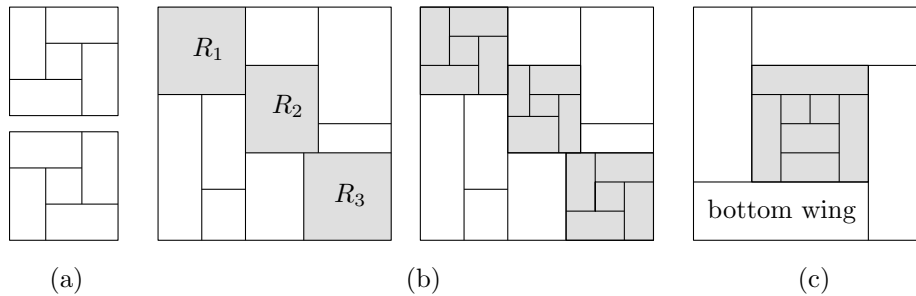 R₁
R₂
R₃
bottom wing
(a)
(b)
(c)